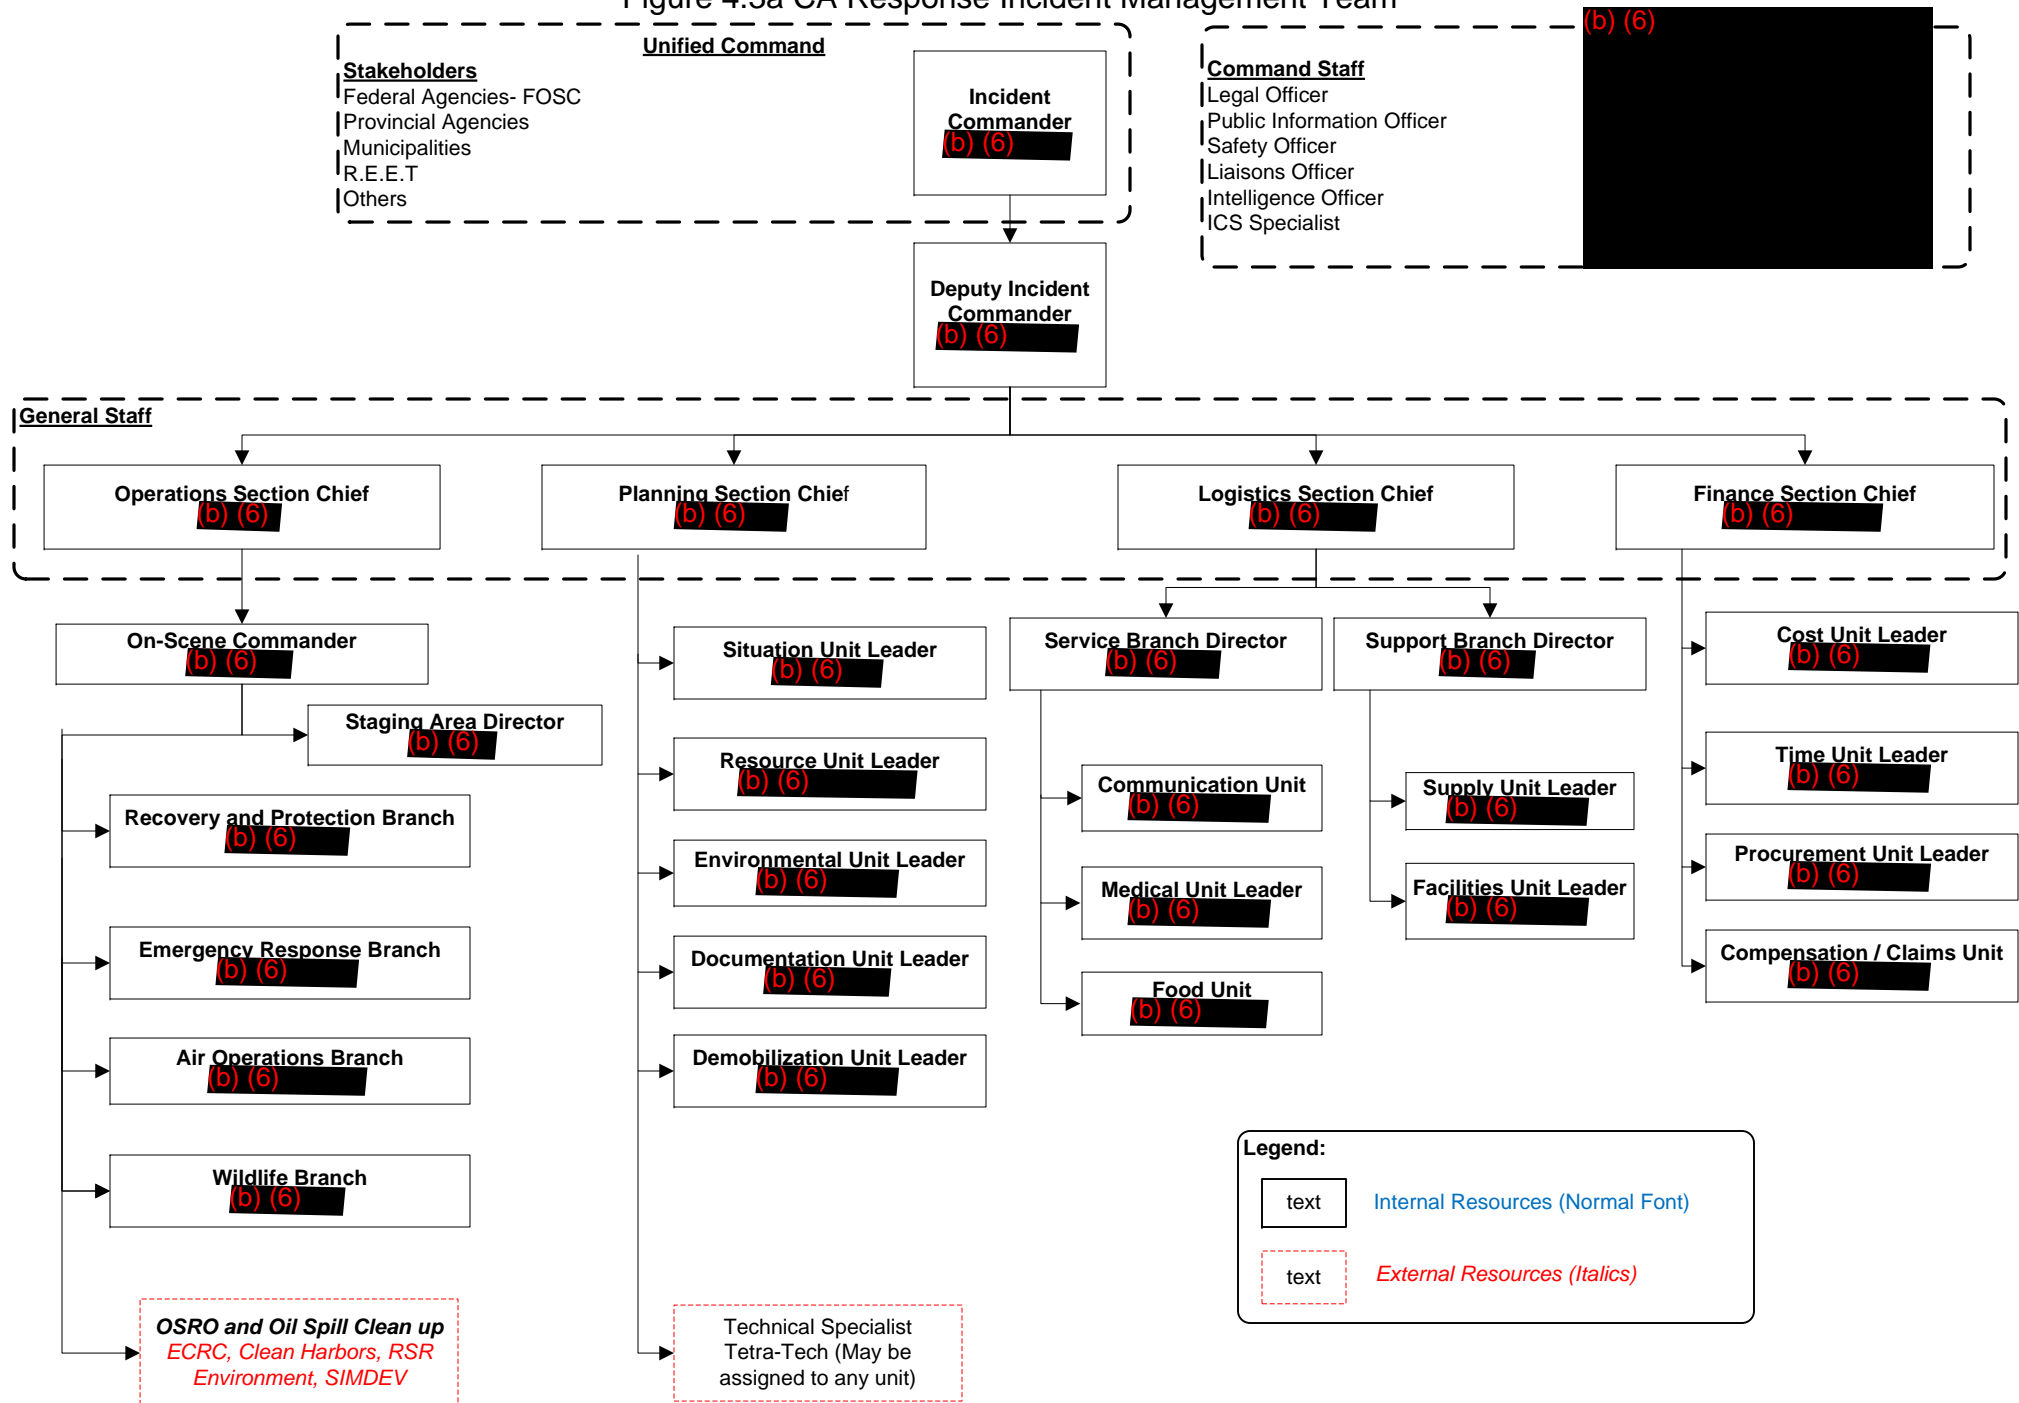 Figure 4.3a CA Response Incident Management Team
Unified Command
Stakeholders
Federal Agencies- FOSC
Provincial Agencies
Municipalities
R.E.E.T
Others
Incident
Commander
(b) (6)
Command Staff
Legal Officer
Public Information Officer
Safety Officer
Liaisons Officer
Intelligence Officer
ICS Specialist
(b) (6)
Deputy Incident
Commander
(b) (6)
General Staff
Operations Section Chief
(b) (6)
Planning Section Chief
(b) (6)
Logistics Section Chief
(b) (6)
Finance Section Chief
(b) (6)
On-Scene Commander
(b) (6)
Staging Area Director
(b) (6)
Recovery and Protection Branch
(b) (6)
Emergency Response Branch
(b) (6)
Air Operations Branch
(b) (6)
Wildlife Branch
(b) (6)
OSRO and Oil Spill Clean up
ECRC, Clean Harbors, RSR
Environment, SIMDEV
Situation Unit Leader
(b) (6)
Resource Unit Leader
(b) (6)
Environmental Unit Leader
(b) (6)
Documentation Unit Leader
(b) (6)
Demobilization Unit Leader
(b) (6)
Technical Specialist
Tetra-Tech (May be
assigned to any unit)
Service Branch Director
(b) (6)
Communication Unit
(b) (6)
Medical Unit Leader
(b) (6)
Food Unit
(b) (6)
Support Branch Director
(b) (6)
Supply Unit Leader
(b) (6)
Facilities Unit Leader
(b) (6)
Cost Unit Leader
(b) (6)
Time Unit Leader
(b) (6)
Procurement Unit Leader
(b) (6)
Compensation / Claims Unit
(b) (6)
Legend:
text
Internal Resources (Normal Font)
text
External Resources (Italics)